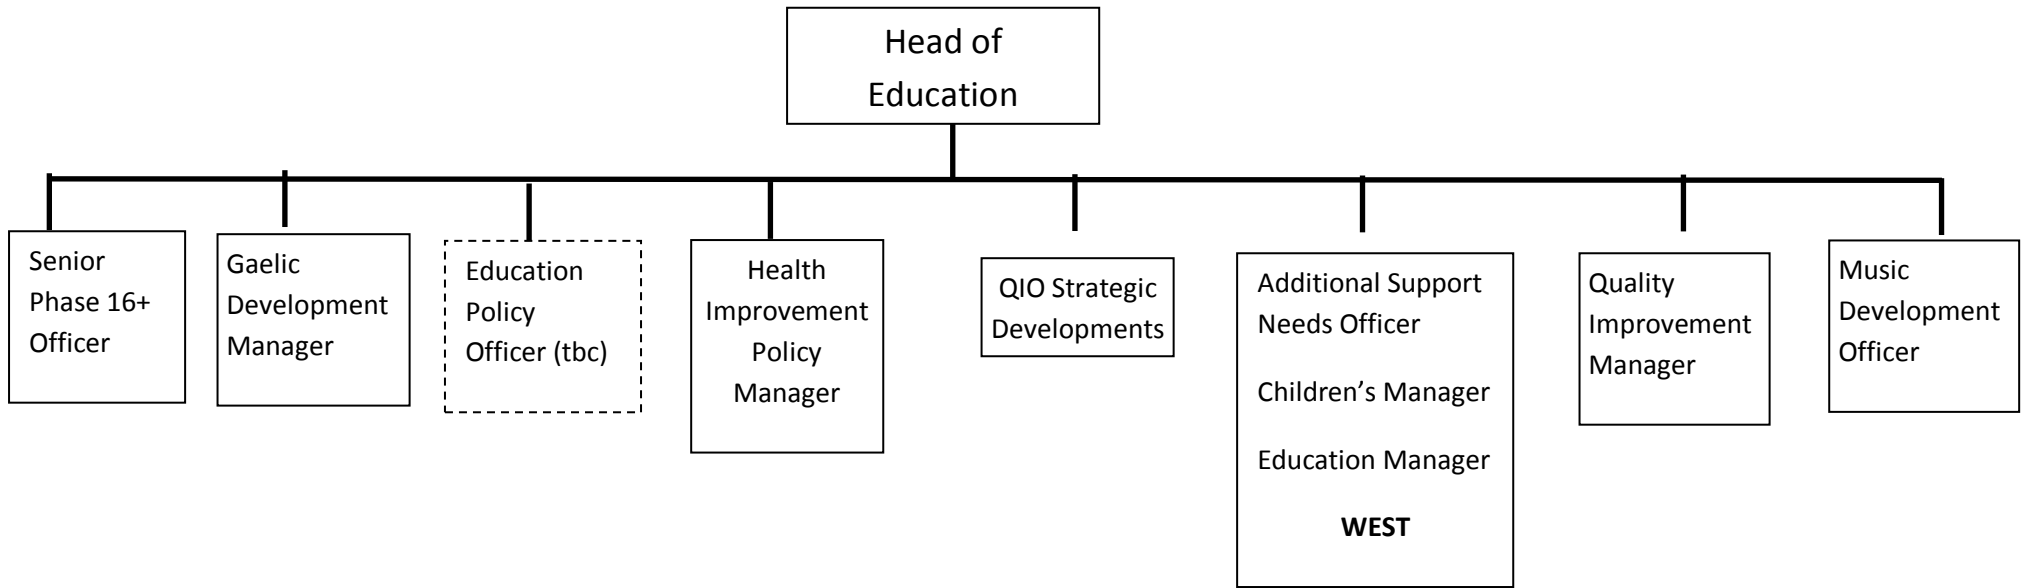 Head of
Education
Senior
Phase 16+
Officer
Gaelic
Development
Manager
Education
Policy
Officer (tbc)
Health
Improvement
Policy
Manager
QIO Strategic
Developments
Additional Support
Needs Officer
Children’s Manager
Education Manager
WEST
Quality
Improvement
Manager
Music
Development
Officer